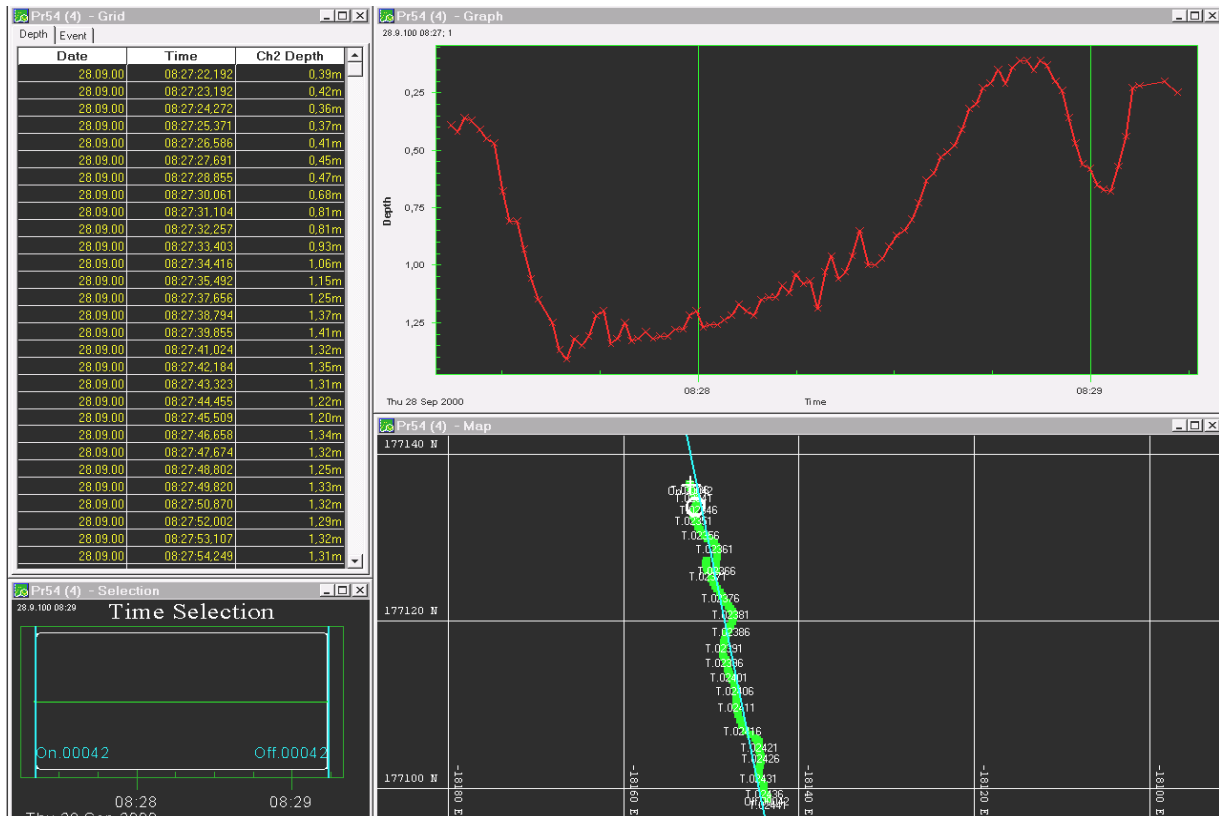 Pr54 (4) - Grid
Depth Event
Date Time Ch2 Depth
28.09.00 08:27:22,192 0,39m
28.09.00 08:27:23,192 0,42m
28.09.00 08:27:24,272 0,36m
28.09.00 08:27:25,371 0,37m
28.09.00 08:27:26,586 0,41m
28.09.00 08:27:27,691 0,45m
28.09.00 08:27:28,855 0,47m
28.09.00 08:27:30,061 0,68m
28.09.00 08:27:31,104 0,81m
28.09.00 08:27:32,257 0,81m
28.09.00 08:27:33,403 0,93m
28.09.00 08:27:34,416 1,06m
28.09.00 08:27:35,492 1,15m
28.09.00 08:27:37,656 1,25m
28.09.00 08:27:38,794 1,37m
28.09.00 08:27:39,855 1,41m
28.09.00 08:27:41,024 1,32m
28.09.00 08:27:42,184 1,35m
28.09.00 08:27:43,323 1,31m
28.09.00 08:27:44,455 1,22m
28.09.00 08:27:45,509 1,20m
28.09.00 08:27:46,658 1,34m
28.09.00 08:27:47,674 1,32m
28.09.00 08:27:48,802 1,25m
28.09.00 08:27:49,820 1,33m
28.09.00 08:27:50,870 1,32m
28.09.00 08:27:52,002 1,29m
28.09.00 08:27:53,107 1,32m
28.09.00 08:27:54,249 1,31m
Pr54 (4) - Graph
28.9.100 08:27; 1
0,25
0,50
0,75
1,00
1,25
Depth
08:28 08:29
Thu 28 Sep 2000 Time
Pr54 (4) - Selection
28.9.100 08:29 Time Selection
On.00042 Off.00042
08:28 08:29
Pr54 (4) - Map
177140 N
T.02361
T.02366
T.02371
T.02376
177120 N
T.02381
T.02386
T.02391
T.02396
T.02401
T.02406
T.02411
T.02416
T.02421
T.02426
T.02431
T.02436
177100 N
-18180 E
-18160 E
-18140 E
-18120 E
-18100 E